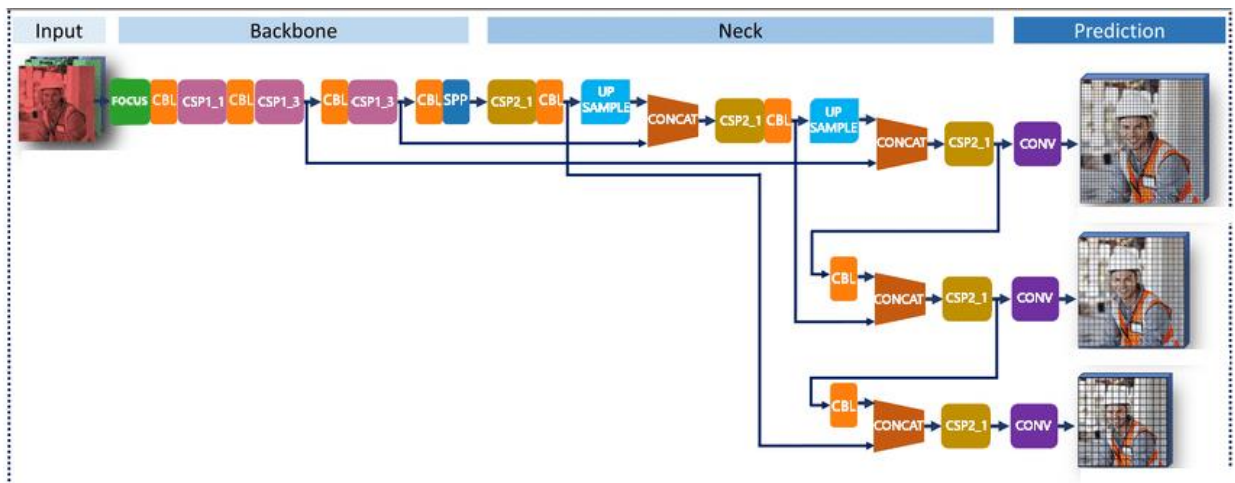 Input Backbone Neck Prediction
FOCUS CBL CSP1_1 CBL CSP1_3 CBL CSP1_3 CBL SPP CSP2_1 CBL UP SAMPLE CONCAT CSP2_1 CBL UP SAMPLE CONCAT CSP2_1 CONV
CBL CONCAT CSP2_1 CONV
CBL CONCAT CSP2_1 CONV